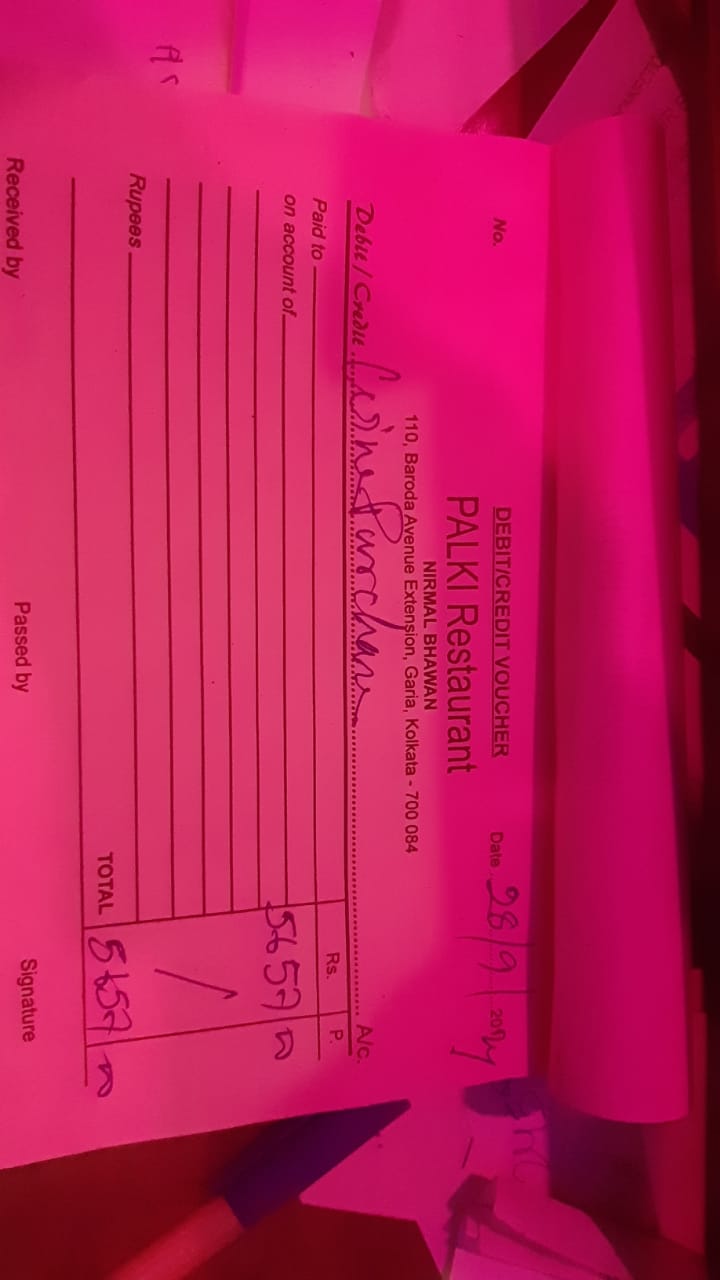 DEBIT/CREDIT VOUCHER
No.
Date 28/9/2024
PALKI Restaurant
NIRMAL BHAWAN
110, Baroda Avenue Extension, Garia, Kolkata - 700 084
Debit / Credit Purchase A/c.
Paid to
Rs. P.
on account of
5657 00
Rupees
TOTAL 5657 00
Received by Passed by Signature